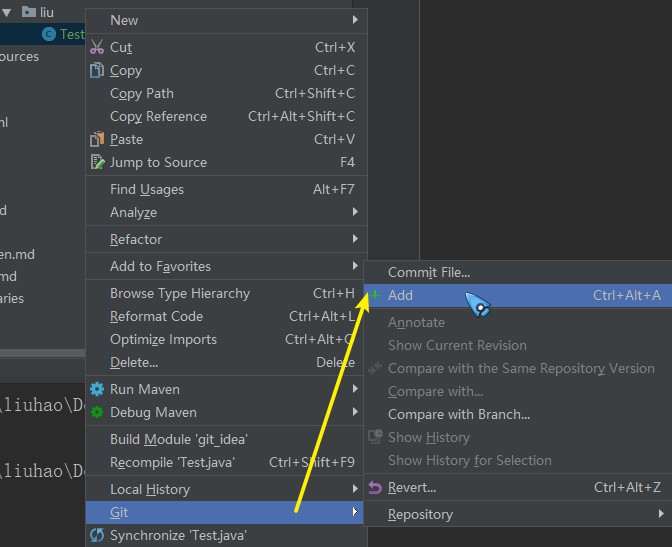 liu
Test
ources
nl
d
en.md
md
aries
\liuhao\De
\liuhao\De
New
Cut Ctrl+X
Copy Ctrl+C
Copy Path Ctrl+Shift+C
Copy Reference Ctrl+Alt+Shift+C
Paste Ctrl+V
Jump to Source F4
Find Usages Alt+F7
Analyze
Refactor
Add to Favorites
Browse Type Hierarchy Ctrl+H
Reformat Code Ctrl+Alt+L
Optimize Imports Ctrl+Alt+O
Delete... Delete
Run Maven
Debug Maven
Build Module 'git_idea'
Recompile 'Test.java' Ctrl+Shift+F9
Local History
Git
Synchronize 'Test.java'
Commit File...
Add Ctrl+Alt+A
Annotate
Show Current Revision
Compare with the Same Repository Version
Compare with...
Compare with Branch...
Show History
Show History for Selection
Revert... Ctrl+Alt+Z
Repository